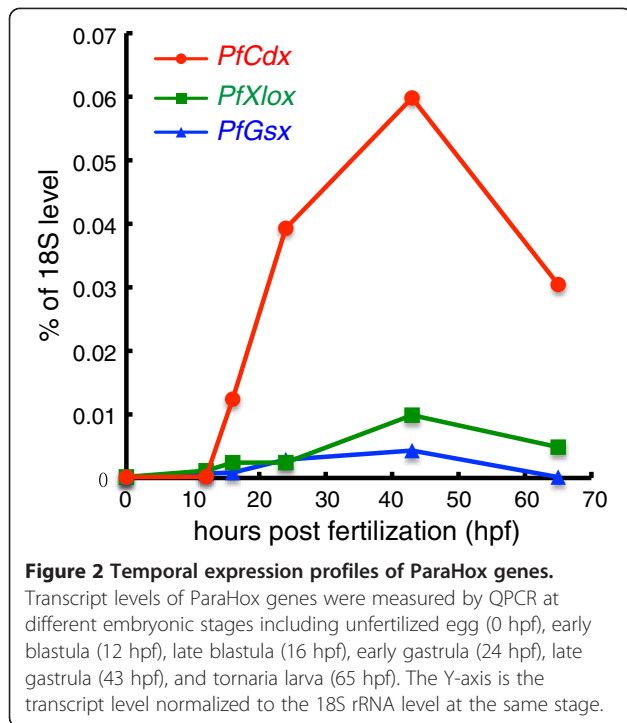 0.07
0.06
0.05
0.04
0.03
0.02
0.01
0
% of 18S level
PfCdx
PfXlox
PfGsx
0 10 20 30 40 50 60 70
hours post fertilization (hpf)
Figure 2 Temporal expression profiles of ParaHox genes.
Transcript levels of ParaHox genes were measured by QPCR at
different embryonic stages including unfertilized egg (0 hpf), early
blastula (12 hpf), late blastula (16 hpf), early gastrula (24 hpf), late
gastrula (43 hpf), and tornaria larva (65 hpf). The Y-axis is the
transcript level normalized to the 18S rRNA level at the same stage.